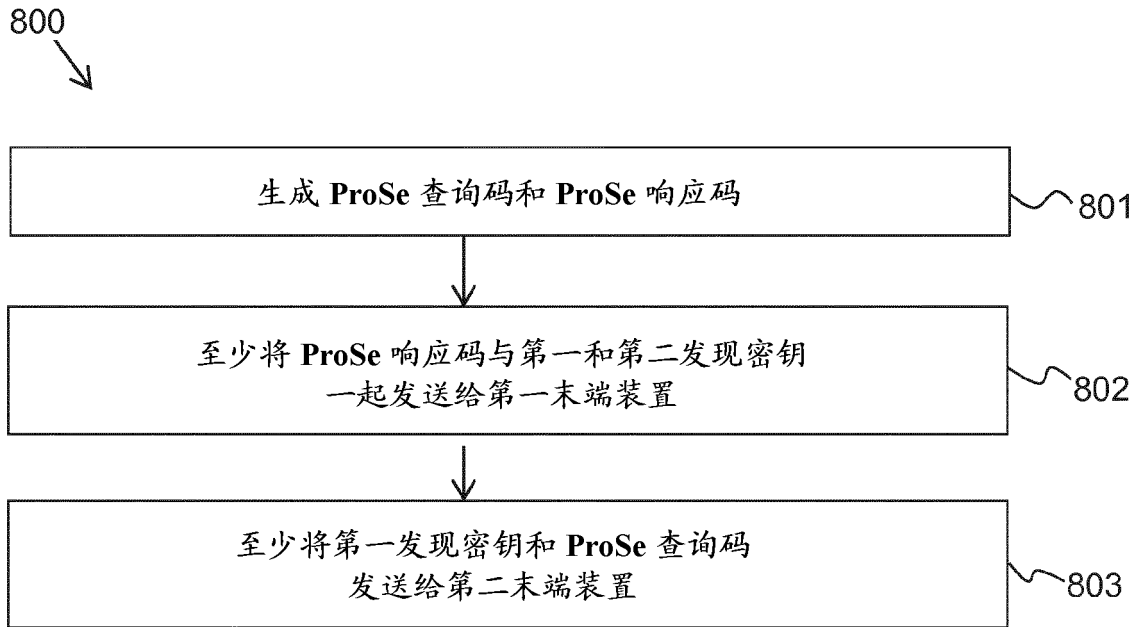 800
生成 ProSe 查询码和 ProSe 响应码
801
至少将 ProSe 响应码与第一和第二发现密钥
一起发送给第一末端装置
802
至少将第一发现密钥和 ProSe 查询码
发送给第二末端装置
803